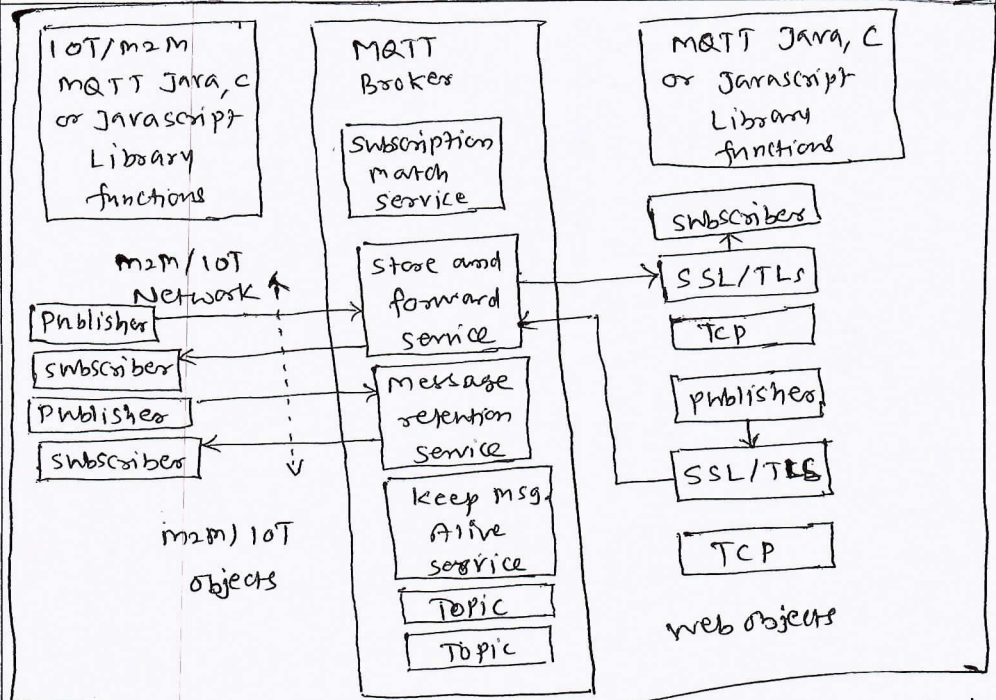 IOT/M2M
MQTT Java, C
or Javascript
Library
functions
M2M/IOT
Network
Publisher
subscriber
Publisher
subscriber
M2M/IOT
objects
MQTT
Broker
subscription
match
service
store and
forward
service
message
retention
service
keep msg.
Alive
service
Topic
Topic
MQTT Java, C
or Javascript
Library
functions
subscriber
SSL/TLS
TCP
publisher
SSL/TLS
TCP
web objects